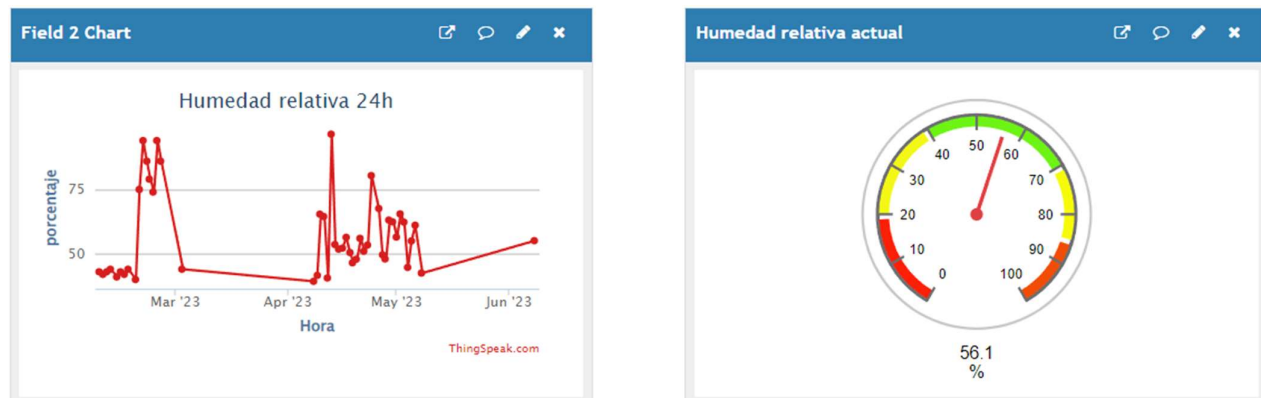 Field 2 Chart
Humedad relativa 24h
porcentaje
75
50
Mar '23
Apr '23
May '23
Jun '23
Hora
ThingSpeak.com
Humedad relativa actual
0
10
20
30
40
50
60
70
80
90
100
56.1
%